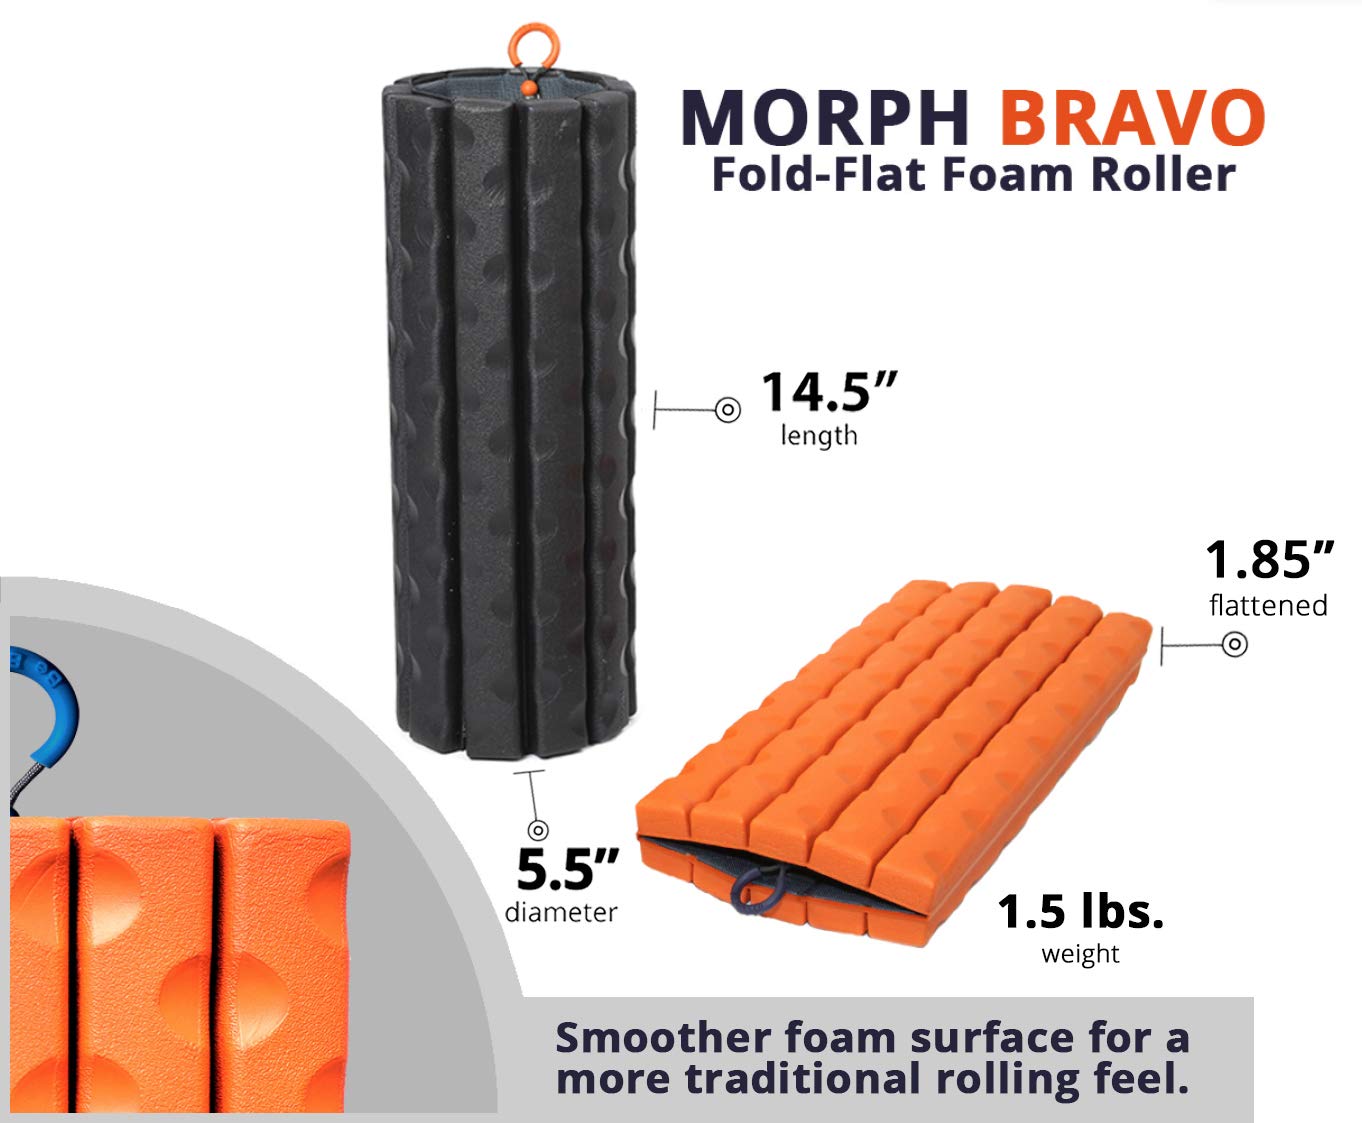 MORPH BRAVO
Fold-Flat Foam Roller
14.5”
length
1.85”
flattened
5.5”
diameter
1.5 lbs.
weight
Smoother foam surface for a
more traditional rolling feel.